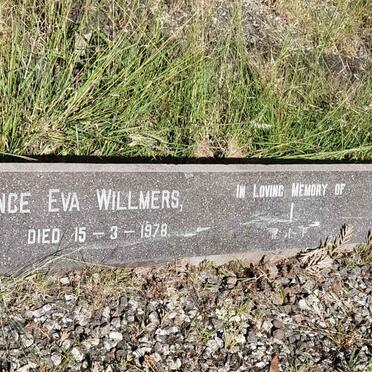 NCE EVA WILLMERS,
DIED 15-3-1978.
IN LOVING MEMORY OF